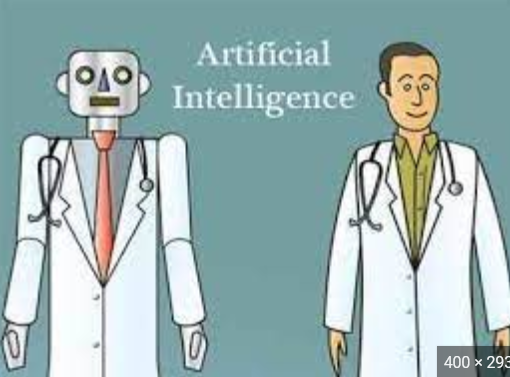 Artificial
Intelligence
400 × 293